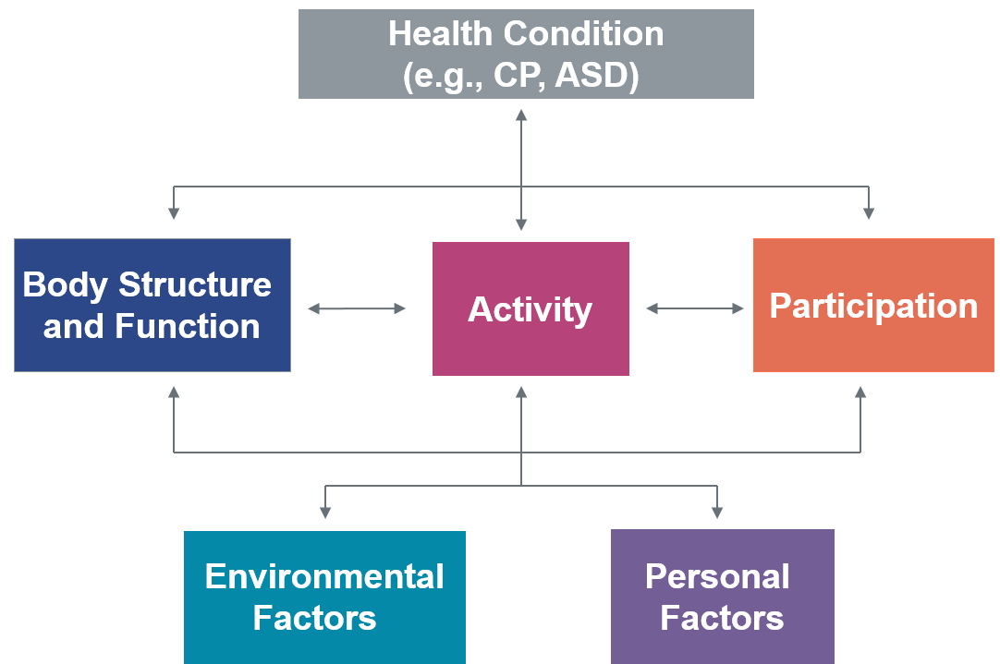 Health Condition
(e.g., CP, ASD)
Body Structure
and Function
Activity
Participation
Environmental
Factors
Personal
Factors